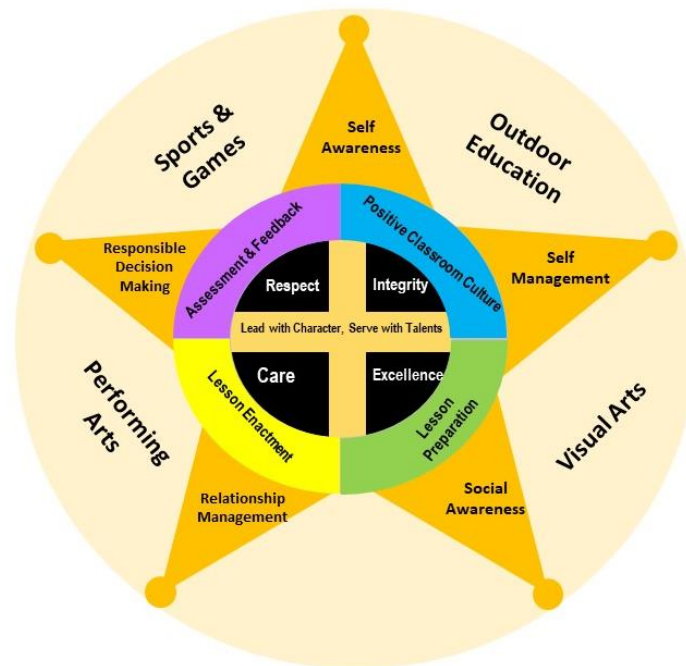 Sports &
Games
Self
Awareness
Outdoor
Education
Responsible
Decision
Making
Assessment & Feedback
Positive Classroom Culture
Self
Management
Respect
Integrity
Lead with Character, Serve with Talents
Care
Excellence
Performing
Arts
Lesson Enactment
Lesson
Preparation
Visual Arts
Relationship
Management
Social
Awareness